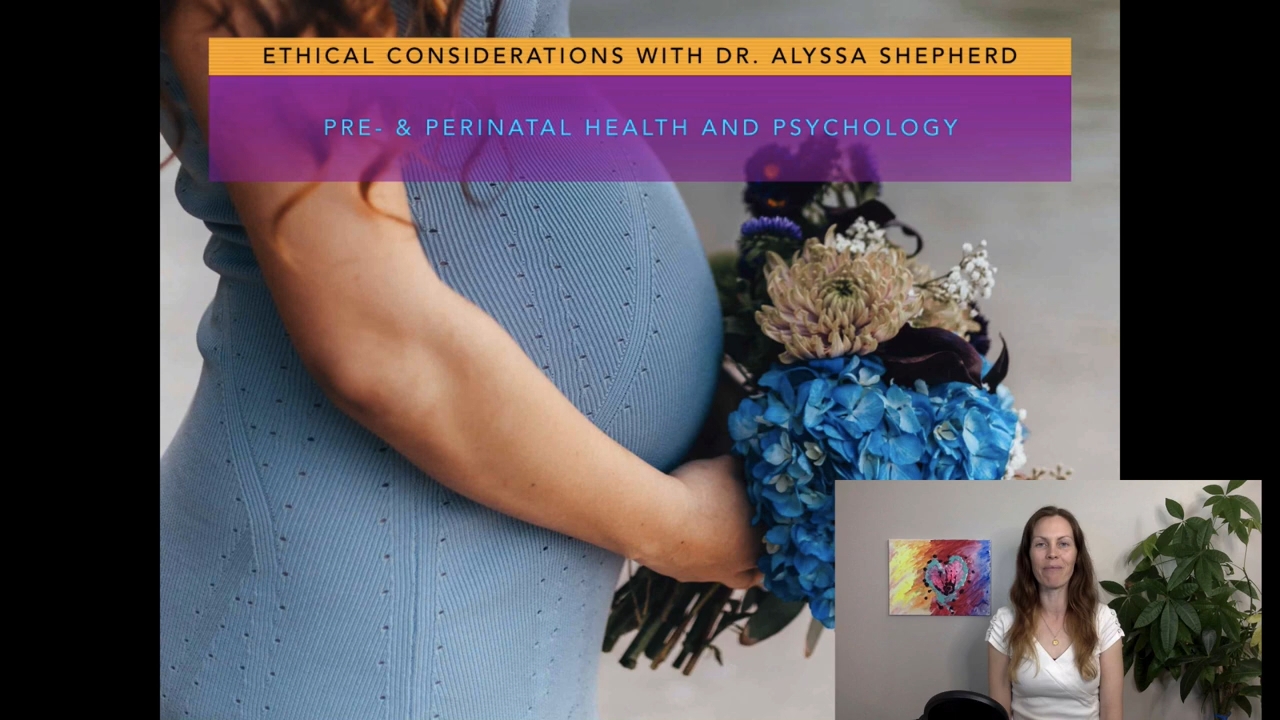 ETHICAL CONSIDERATIONS WITH DR. ALYSSA SHEPHERD
PRE- & PERINATAL HEALTH AND PSYCHOLOGY